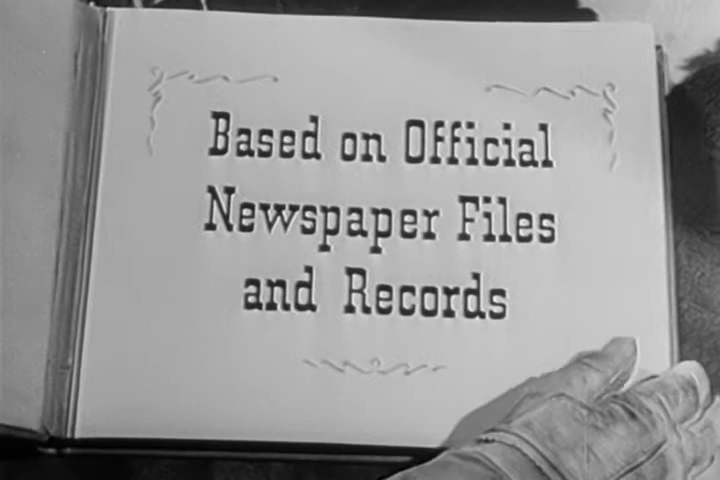 Based on Official
Newspaper Files
and Records